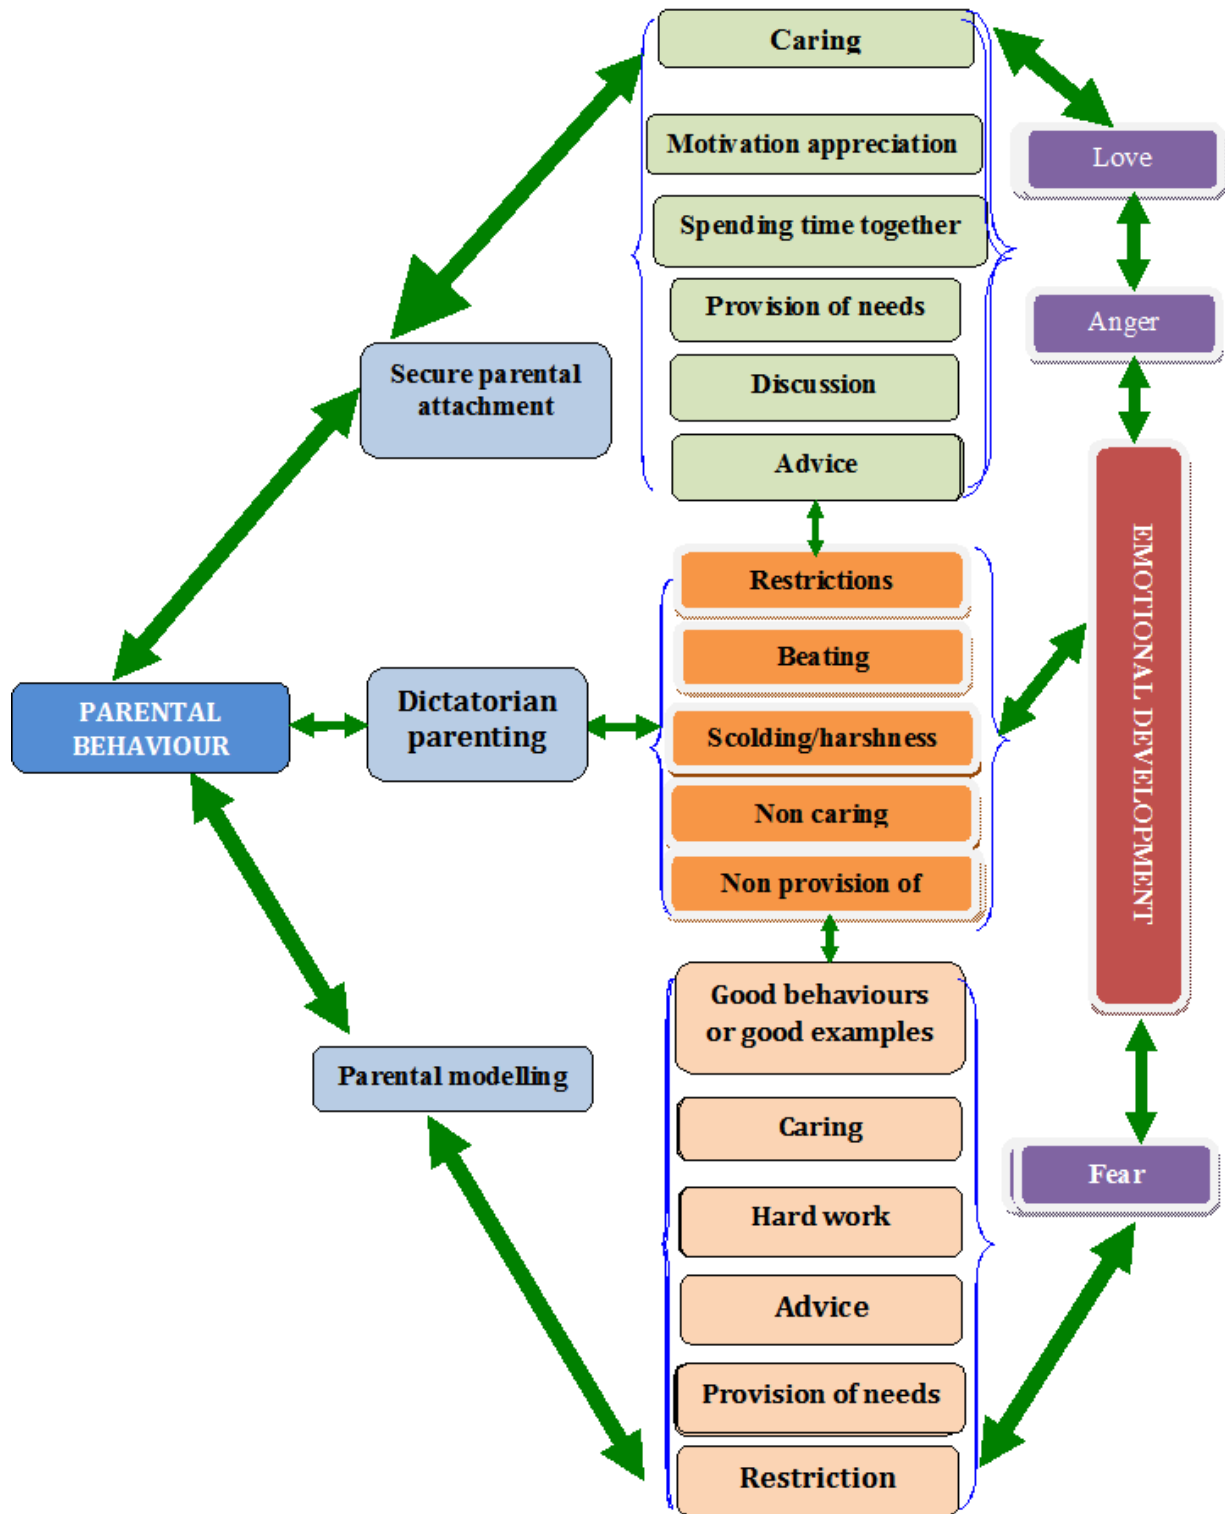 Caring
Motivation appreciation
Spending time together
Provision of needs
Discussion
Advice
Love
Anger
Secure parental
attachment
Restrictions
Beating
Scolding/harshness
Non caring
Non provision of
PARENTAL
BEHAVIOUR
Dictatorian
parenting
EMOTIONAL DEVELOPMENT
Good behaviours
or good examples
Caring
Hard work
Advice
Provision of needs
Restriction
Parental modelling
Fear